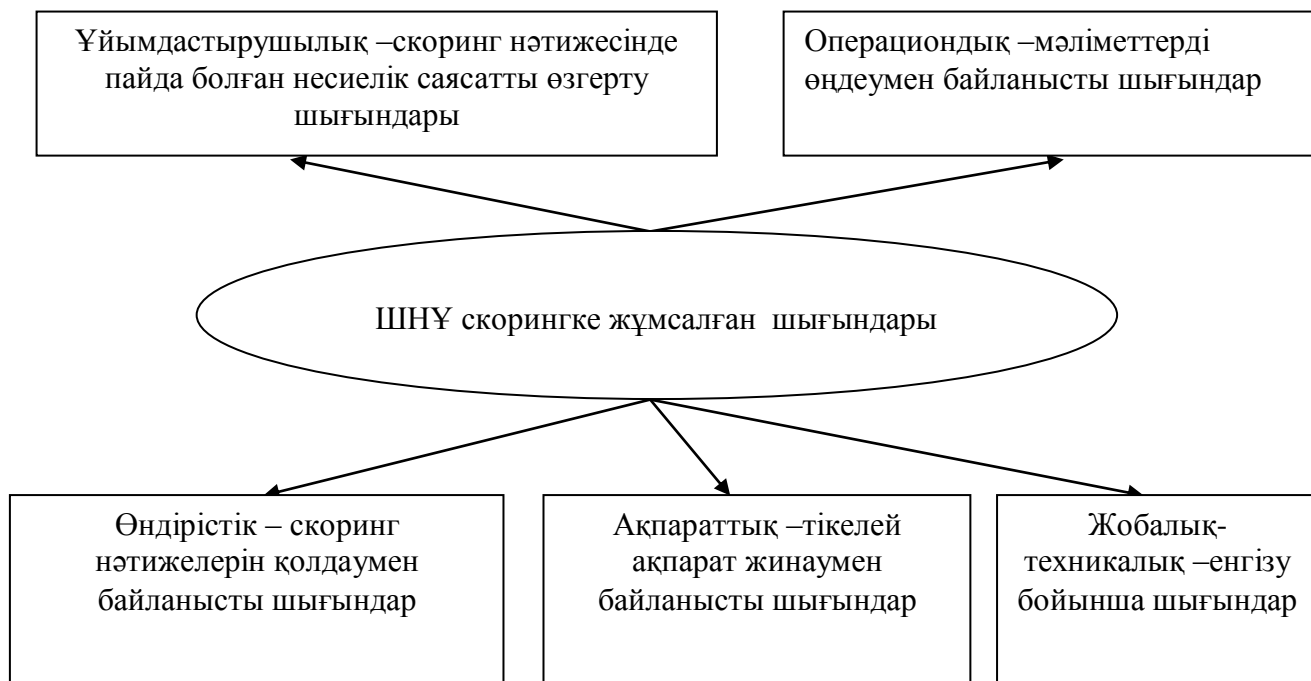 Ұйымдастырушылық –скоринг нәтижесінде
пайда болған несиелік саясатты өзгерту
шығындары
Операциондық –мәліметтерді
өңдеумен байланысты шығындар
ШНҰ скорингке жұмсалған шығындары
Өндірістік – скоринг
нәтижелерін қолдаумен
байланысты шығындар
Ақпараттық –тікелей
ақпарат жинаумен
байланысты шығындар
Жобалық-
техникалық –енгізу
бойынша шығындар